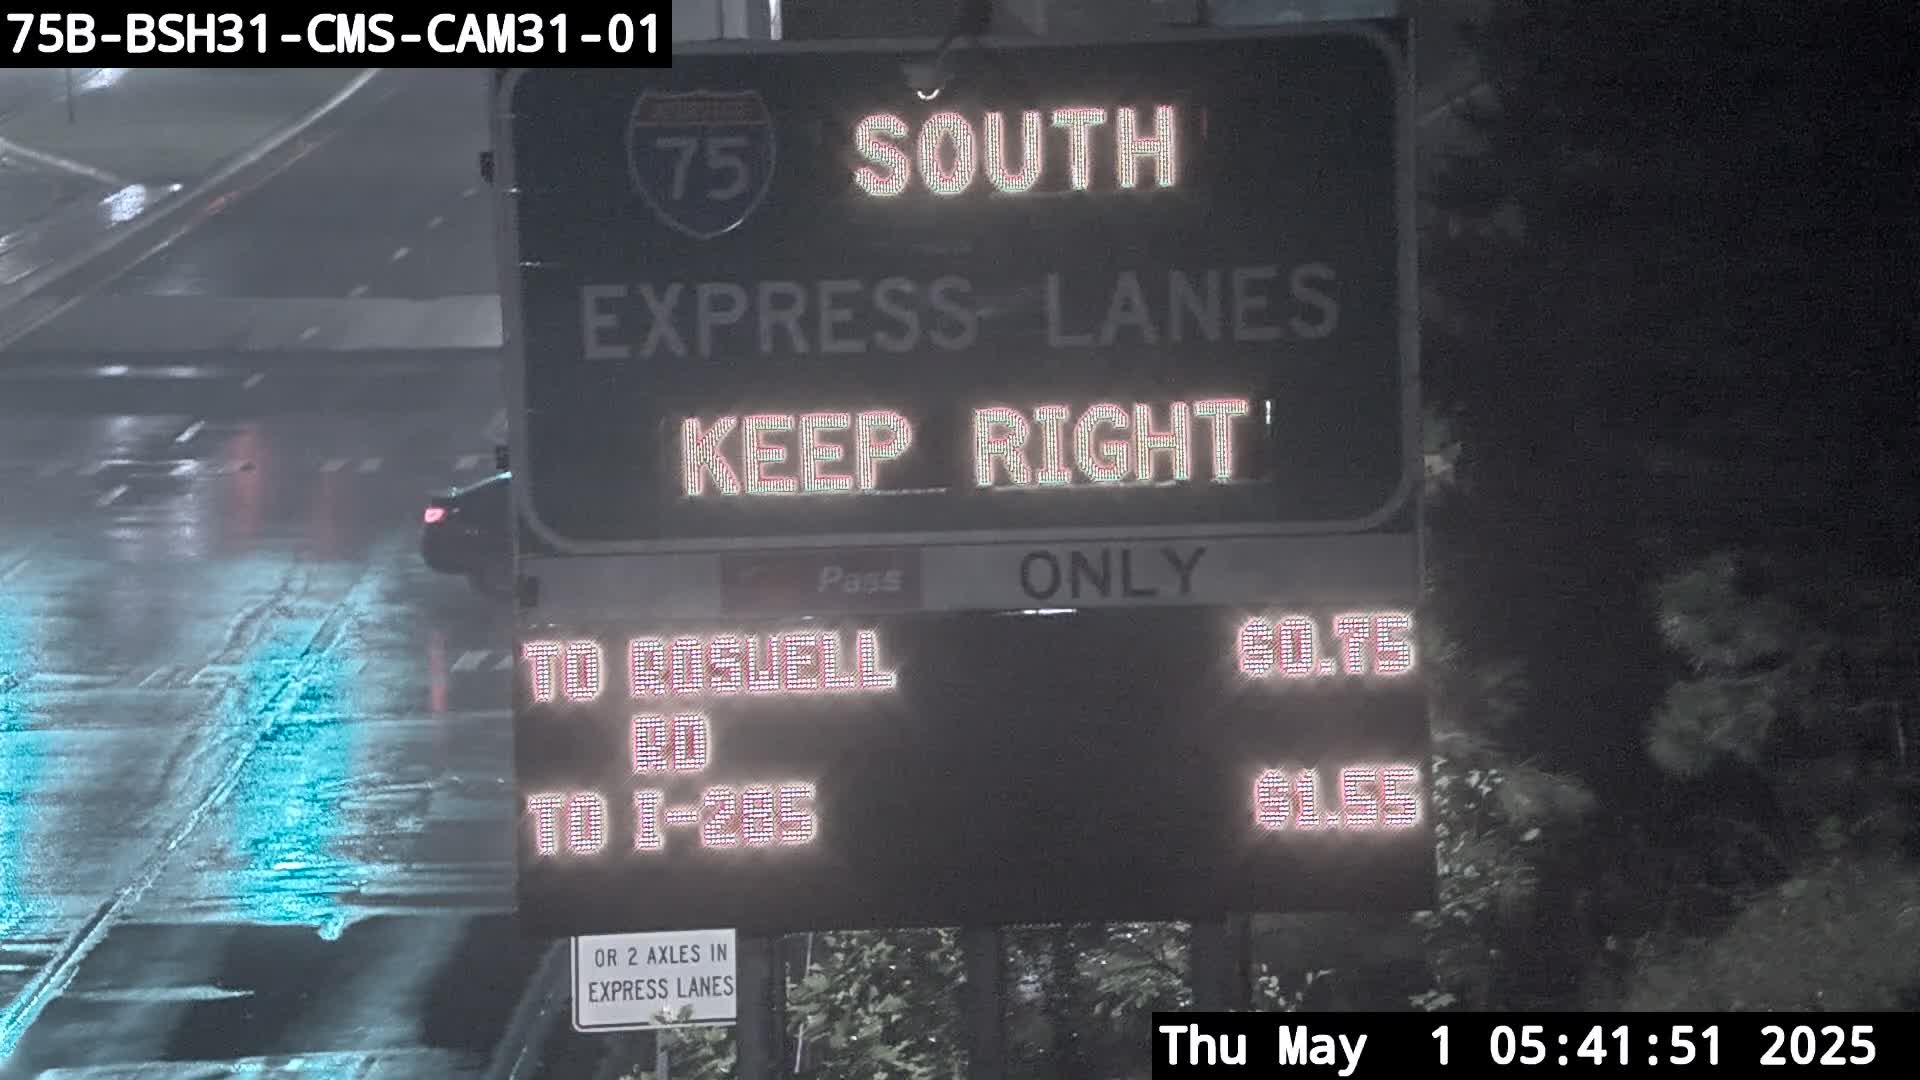 75B-BSH31-CMS-CAM31-01
75
SOUTH
EXPRESS LANES
KEEP RIGHT
Pass ONLY
TO ROSWELL $0.75
RD
TO I-285 $1.55
OR 2 AXLES IN
EXPRESS LANES
Thu May 1 05:41:51 2025